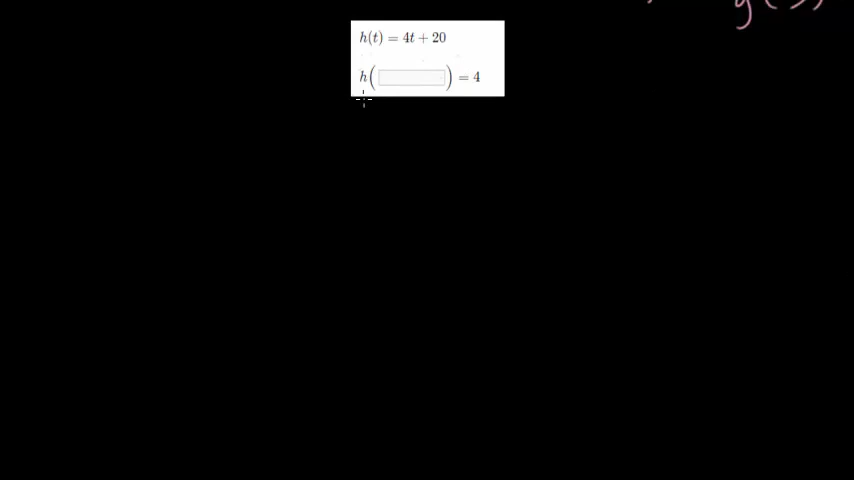 h(t) = 4t + 20
h( ) = 4